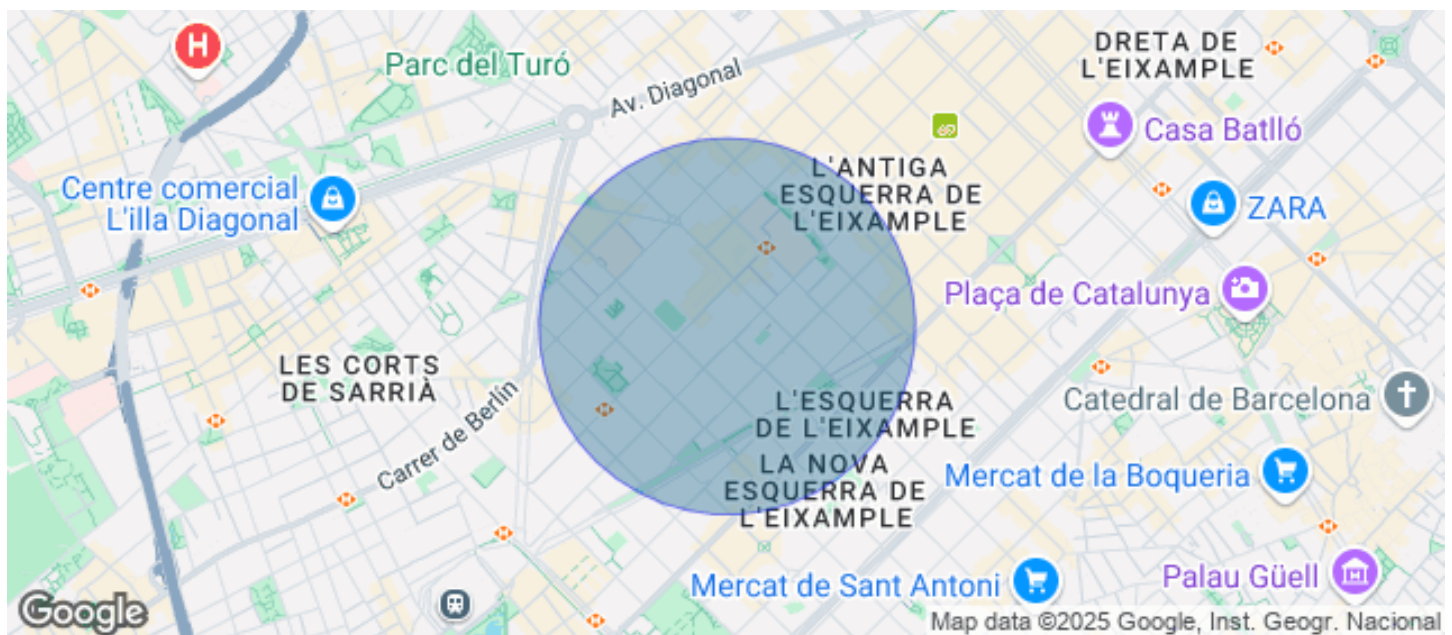 H
Parc del Turó
Av. Diagonal
DRETA DE
L'EIXAMPLE
Casa Batlló
Centre comercial
L'illa Diagonal
L'ANTIGA
ESQUERRA DE
L'EIXAMPLE
ZARA
Plaça de Catalunya
LES CORTS
DE SARRIÀ
Carrer de Berlín
L'ESQUERRA
DE L'EIXAMPLE
Catedral de Barcelona
LA NOVA
ESQUERRA DE
L'EIXAMPLE
Mercat de la Boqueria
Mercat de Sant Antoni
Palau Güell
Google
Map data ©2025 Google, Inst. Geogr. Nacional